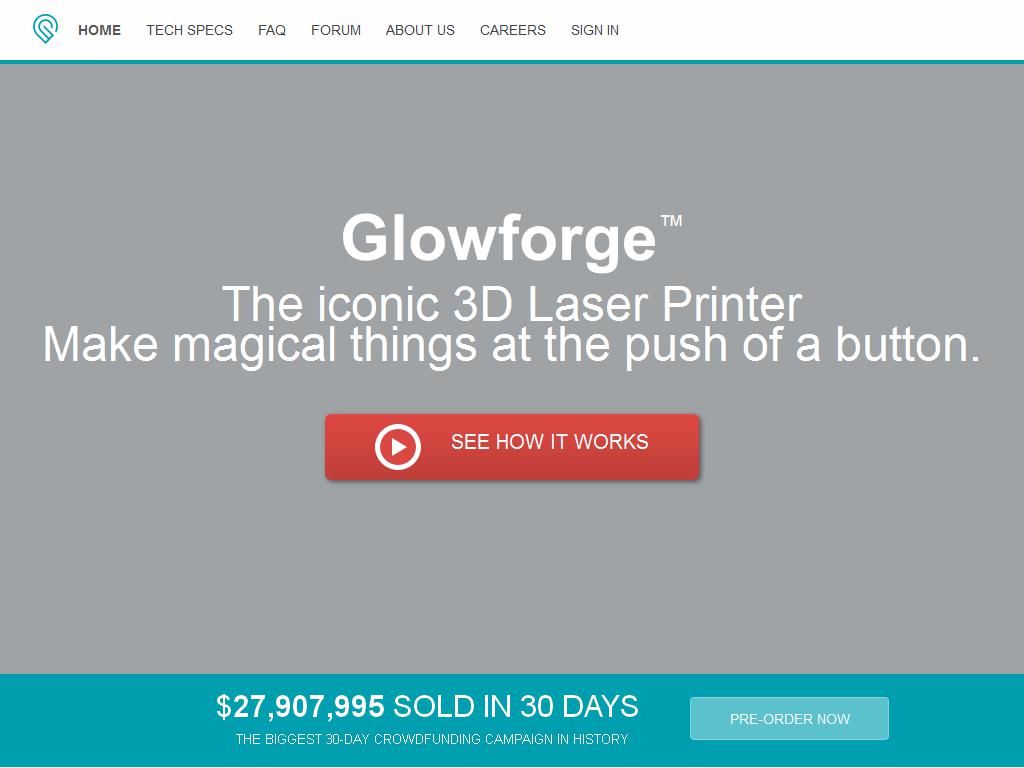 HOME TECH SPECS FAQ FORUM ABOUT US CAREERS SIGN IN
Glowforge™
The iconic 3D Laser Printer
Make magical things at the push of a button.
SEE HOW IT WORKS
$27,907,995 SOLD IN 30 DAYS
THE BIGGEST 30-DAY CROWDFUNDING CAMPAIGN IN HISTORY
PRE-ORDER NOW